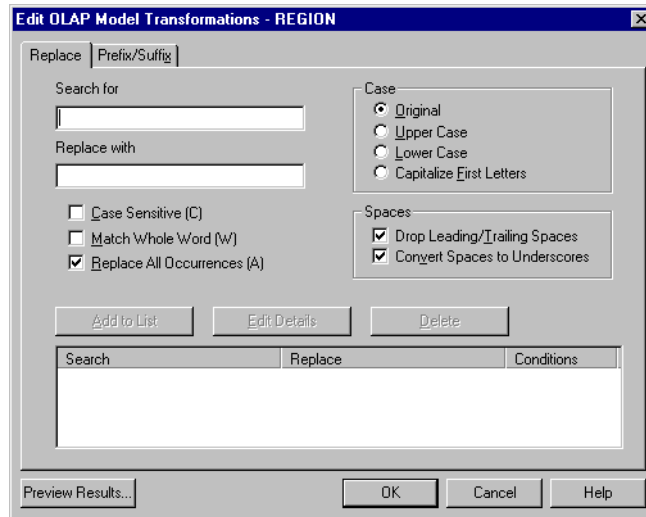 Edit OLAP Model Transformations - REGION
Replace
Prefix/Suffix
Search for
Replace with
Case Sensitive (C)
Match Whole Word (W)
Replace All Occurrences (A)
Case
Original
Upper Case
Lower Case
Capitalize First Letters
Spaces
Drop Leading/Trailing Spaces
Convert Spaces to Underscores
Add to List
Edit Details
Delete
Search
Replace
Conditions
Preview Results...
OK
Cancel
Help